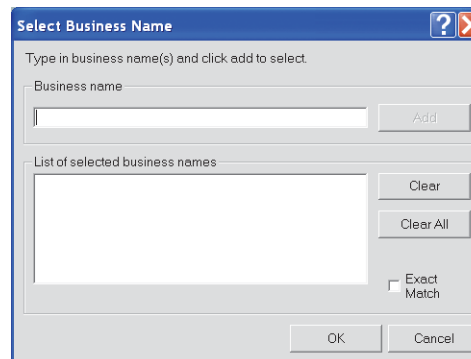 Select Business Name
?
Type in business name(s) and click add to select.
Business name
Add
List of selected business names
Clear
Clear All
Exact
Match
OK
Cancel